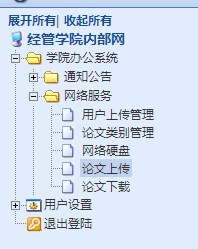 展开所有| 收起所有
经管学院内部网
学院办公系统
通知公告
网络服务
用户上传管理
论文类别管理
网络硬盘
论文上传
论文下载
用户设置
退出登陆